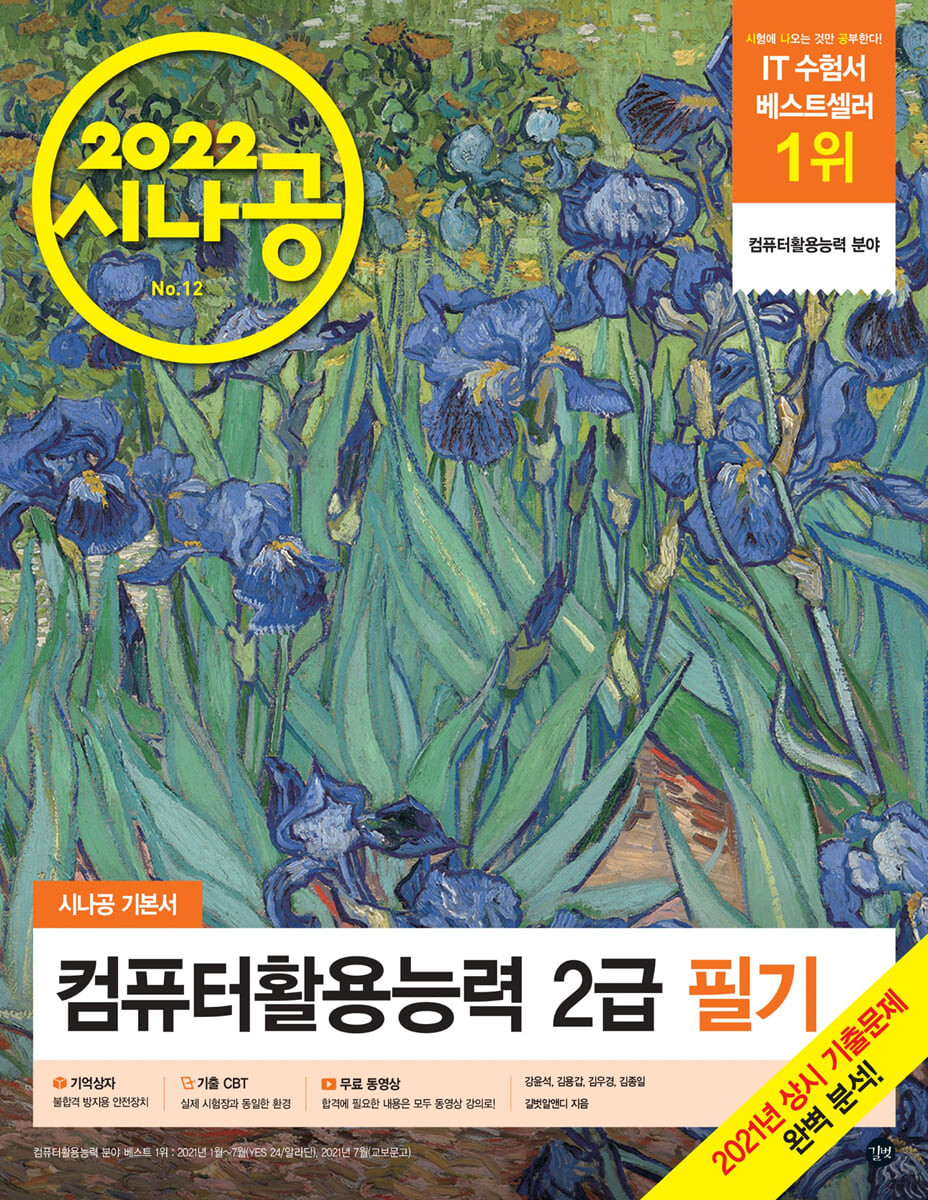 2022
시나공
No.12
시험에 나오는 것만 공부한다!
IT 수험서
베스트셀러
1위
컴퓨터활용능력 분야
시나공 기본서
컴퓨터활용능력 2급 필기
기억상자
불합격 방지용 안전장치
기출 CBT
실제 시험장과 동일한 환경
무료 동영상
합격에 필요한 내용은 모두 동영상 강의로!
강윤석, 김용갑, 김우경, 김종일
길벗알앤디 지음
2021년 상시 기출문제
완벽 분석!
컴퓨터활용능력 분야 베스트 1위 : 2021년 1월~7월(YES 24/알라딘), 2021년 7월(교보문고)
길벗